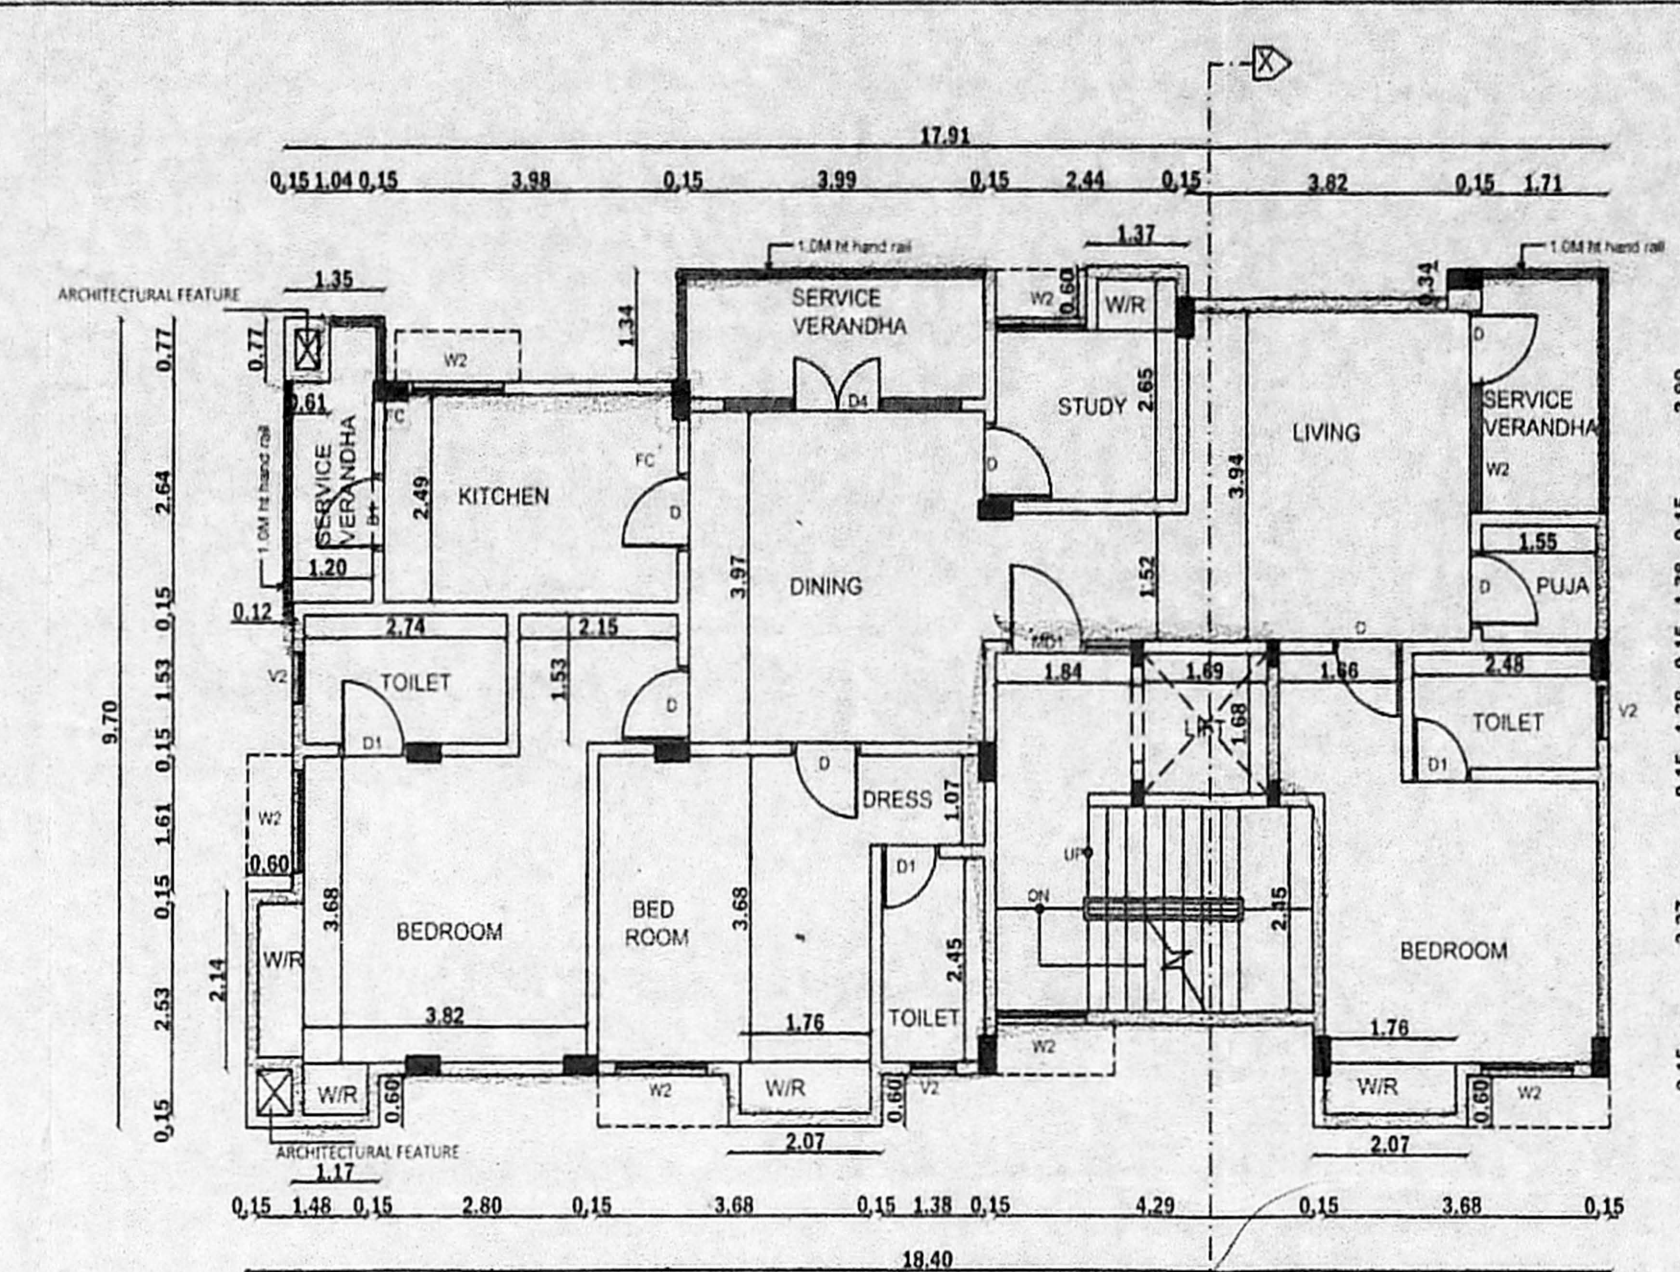 X
17.91
0,15 1.04 0,15 3.98 0,15 3.99 0,15 2.44 0,15 3.82 0,15 1.71
1.0M ht hand rail
1.37
1.0M ht hand rail
ARCHITECTURAL FEATURE
1.35
0.77
0.77
W2
1.34
SERVICE
VERANDHA
W2
0.60
W/R
0.34
D
0.61
FC
D4
STUDY
2.65
LIVING
SERVICE
VERANDHA
W2
1.0M ht hand rail
SERVICE
VERANDHA
D1
2.49
KITCHEN
FC
D
D
3.94
2.64
1.20
3.97
DINING
1.52
1.55
D
PUJA
0,15
0.12
2.74
2.15
MD1
D
1.84
1.69
1.66
2.48
V2
TOILET
1.53
1.53
D
LIFT
1.68
TOILET
V2
9.70
0,15
D1
D
D1
W2
1.61
0.60
DRESS
1.07
UP
D1
0,15
3.68
BEDROOM
BED
ROOM
3.68
DN
2.45
BEDROOM
W/R
2.14
2.45
2.53
3.82
1.76
TOILET
W2
1.76
W/R
0.60
W2
W/R
0.60
V2
W/R
0.60
W2
0,15
ARCHITECTURAL FEATURE
1.17
2.07
2.07
0,15 1.48 0,15 2.80 0,15 3.68 0,15 1.38 0,15 4.29 0,15 3.68 0,15
18.40